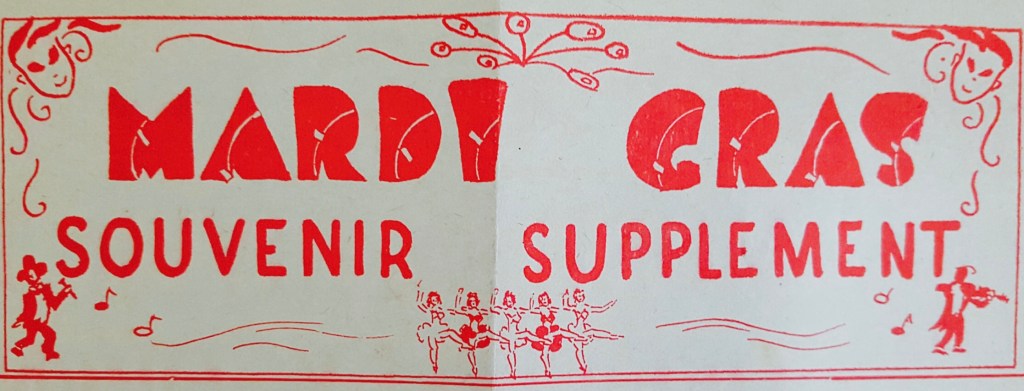 MARDI GRAS
SOUVENIR SUPPLEMENT